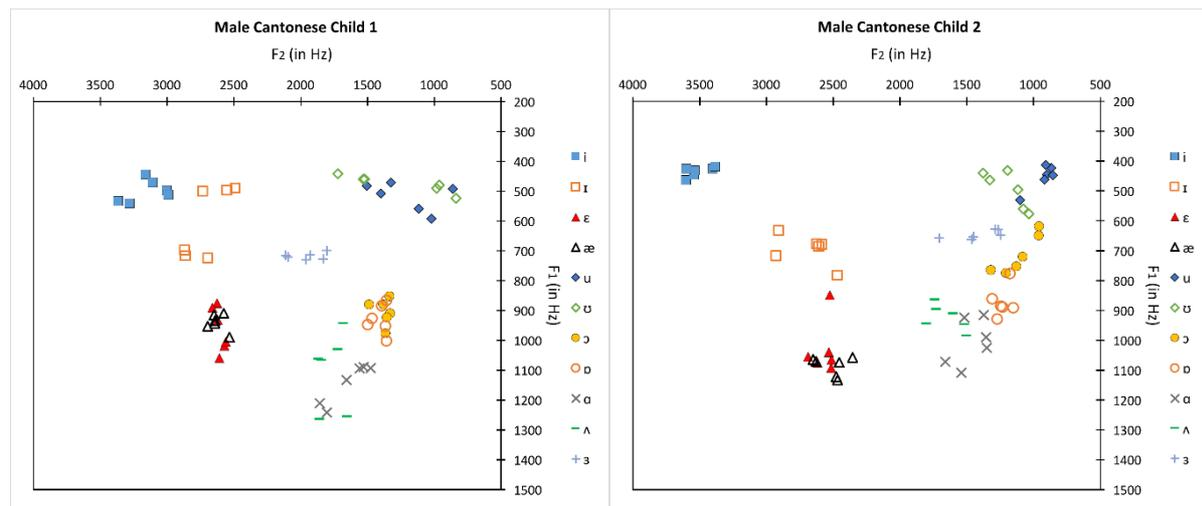 Male Cantonese Child 1
F2 (in Hz)
4000 3500 3000 2500 2000 1500 1000 500
200
300
400
500
600
700
800
900
1000
1100
1200
1300
1400
1500
F1 (in Hz)
i
ɪ
ɛ
æ
u
ʊ
ɔ
ɒ
ɑ
ʌ
ɜ
Male Cantonese Child 2
F2 (in Hz)
4000 3500 3000 2500 2000 1500 1000 500
200
300
400
500
600
700
800
900
1000
1100
1200
1300
1400
1500
F1 (in Hz)
i
ɪ
ɛ
æ
u
ʊ
ɔ
ɒ
ɑ
ʌ
ɜ